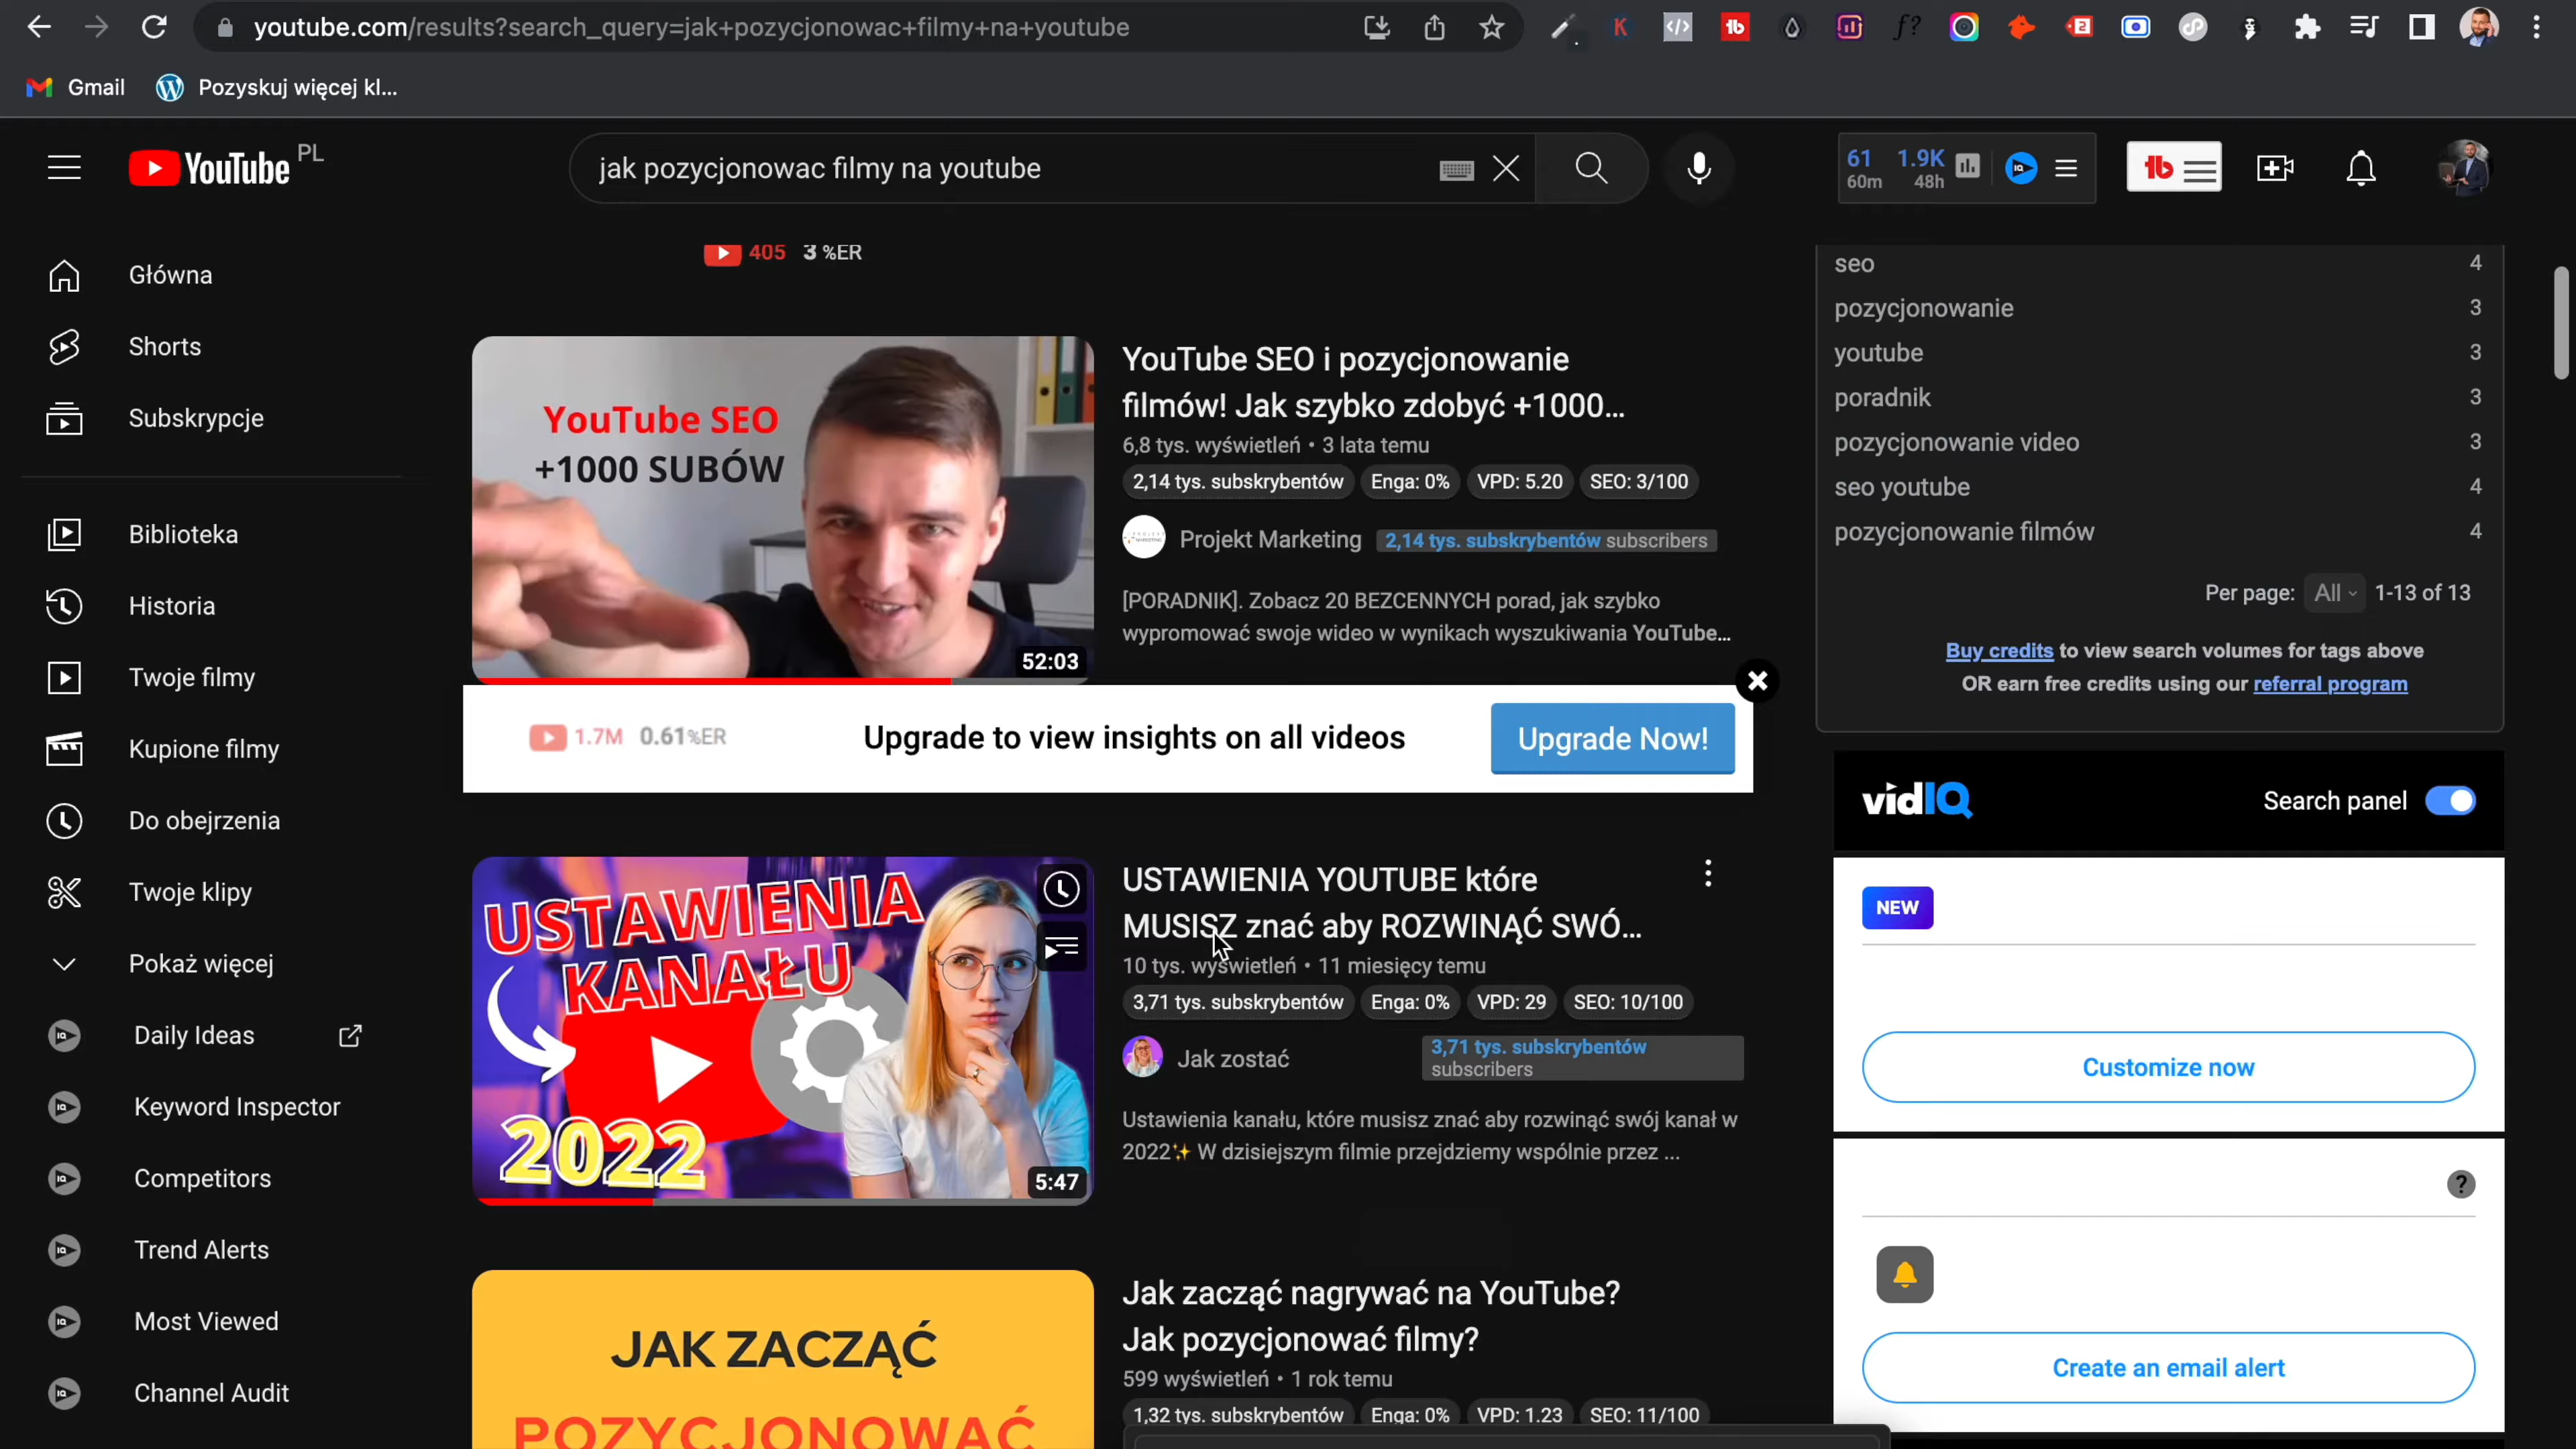 youtube.com/results?search_query=jak+pozycjonowac+filmy+na+youtube
Gmail
Pozyskuj więcej kl...
YouTube PL
jak pozycjonowac filmy na youtube
61 1.9K
60m 48h
Główna
Shorts
Subskrypcje
Biblioteka
Historia
Twoje filmy
Kupione filmy
Do obejrzenia
Twoje klipy
Pokaż więcej
Daily Ideas
Keyword Inspector
Competitors
Trend Alerts
Most Viewed
Channel Audit
405 3 %ER
YouTube SEO
+1000 SUBÓW
52:03
YouTube SEO i pozycjonowanie
filmów! Jak szybko zdobyć +1000...
6,8 tys. wyświetleń • 3 lata temu
2,14 tys. subskrybentów Enga: 0% VPD: 5.20 SEO: 3/100
Projekt Marketing 2,14 tys. subskrybentów subscribers
[PORADNIK]. Zobacz 20 BEZCENNYCH porad, jak szybko
wypromować swoje wideo w wynikach wyszukiwania YouTube...
1.7M 0.61%ER
Upgrade to view insights on all videos
Upgrade Now!
USTAWIENIA
KANAŁU
2022
5:47
USTAWIENIA YOUTUBE które
MUSISZ znać aby ROZWINĄĆ SWÓ...
10 tys. wyświetleń • 11 miesięcy temu
3,71 tys. subskrybentów Enga: 0% VPD: 29 SEO: 10/100
Jak zostać
3,71 tys. subskrybentów
subscribers
Ustawienia kanału, które musisz znać aby rozwinąć swój kanał w
2022✨ W dzisiejszym filmie przejdziemy wspólnie przez ...
JAK ZACZĄĆ
POZYCJONOWAĆ
Jak zacząć nagrywać na YouTube?
Jak pozycjonować filmy?
599 wyświetleń • 1 rok temu
1,32 tys. subskrybentów Enga: 0% VPD: 1.23 SEO: 11/100
seo 4
pozycjonowanie 3
youtube 3
poradnik 3
pozycjonowanie video 3
seo youtube 4
pozycjonowanie filmów 4
Per page: All 1-13 of 13
Buy credits to view search volumes for tags above
OR earn free credits using our referral program
vidIQ
Search panel
NEW
Customize now
?
Create an email alert